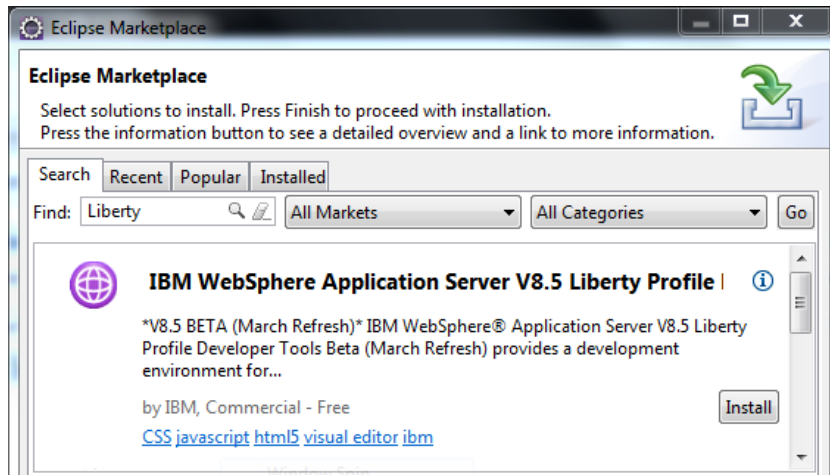 Eclipse Marketplace
Eclipse Marketplace
Select solutions to install. Press Finish to proceed with installation.
Press the information button to see a detailed overview and a link to more information.
Search Recent Popular Installed
Find: Liberty All Markets All Categories Go
IBM WebSphere Application Server V8.5 Liberty Profile
*V8.5 BETA (March Refresh)* IBM WebSphere® Application Server V8.5 Liberty
Profile Developer Tools Beta (March Refresh) provides a development
environment for...
by IBM, Commercial - Free
Install
CSS javascript html5 visual editor ibm